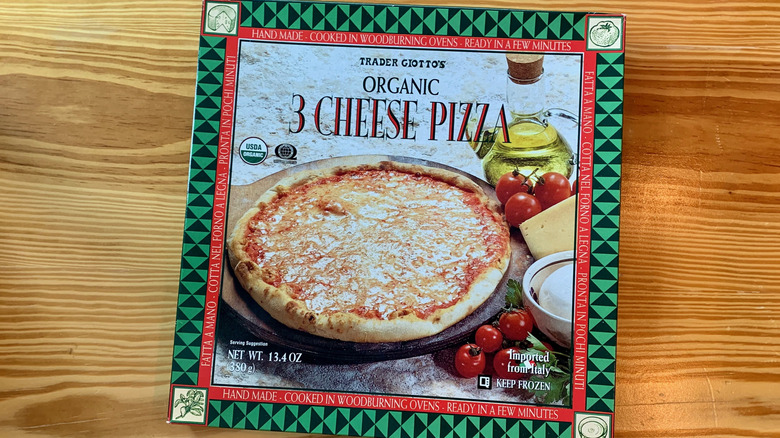 HAND MADE - COOKED IN WOODBURNING OVENS - READY IN A FEW MINUTES
TRADER GIOTTO'S
ORGANIC
3 CHEESE PIZZA
USDA
ORGANIC
FATTA A MANO - COTTA NEL FORNO A LEGNA - PRONTA IN POCHI MINUTI
FATTA A MANO - COTTA NEL FORNO A LEGNA - PRONTA IN POCHI MINUTI
Serving Suggestion
NET WT. 13.4 OZ
(380 g)
Imported
from Italy
KEEP FROZEN
HAND MADE - COOKED IN WOODBURNING OVENS - READY IN A FEW MINUTES